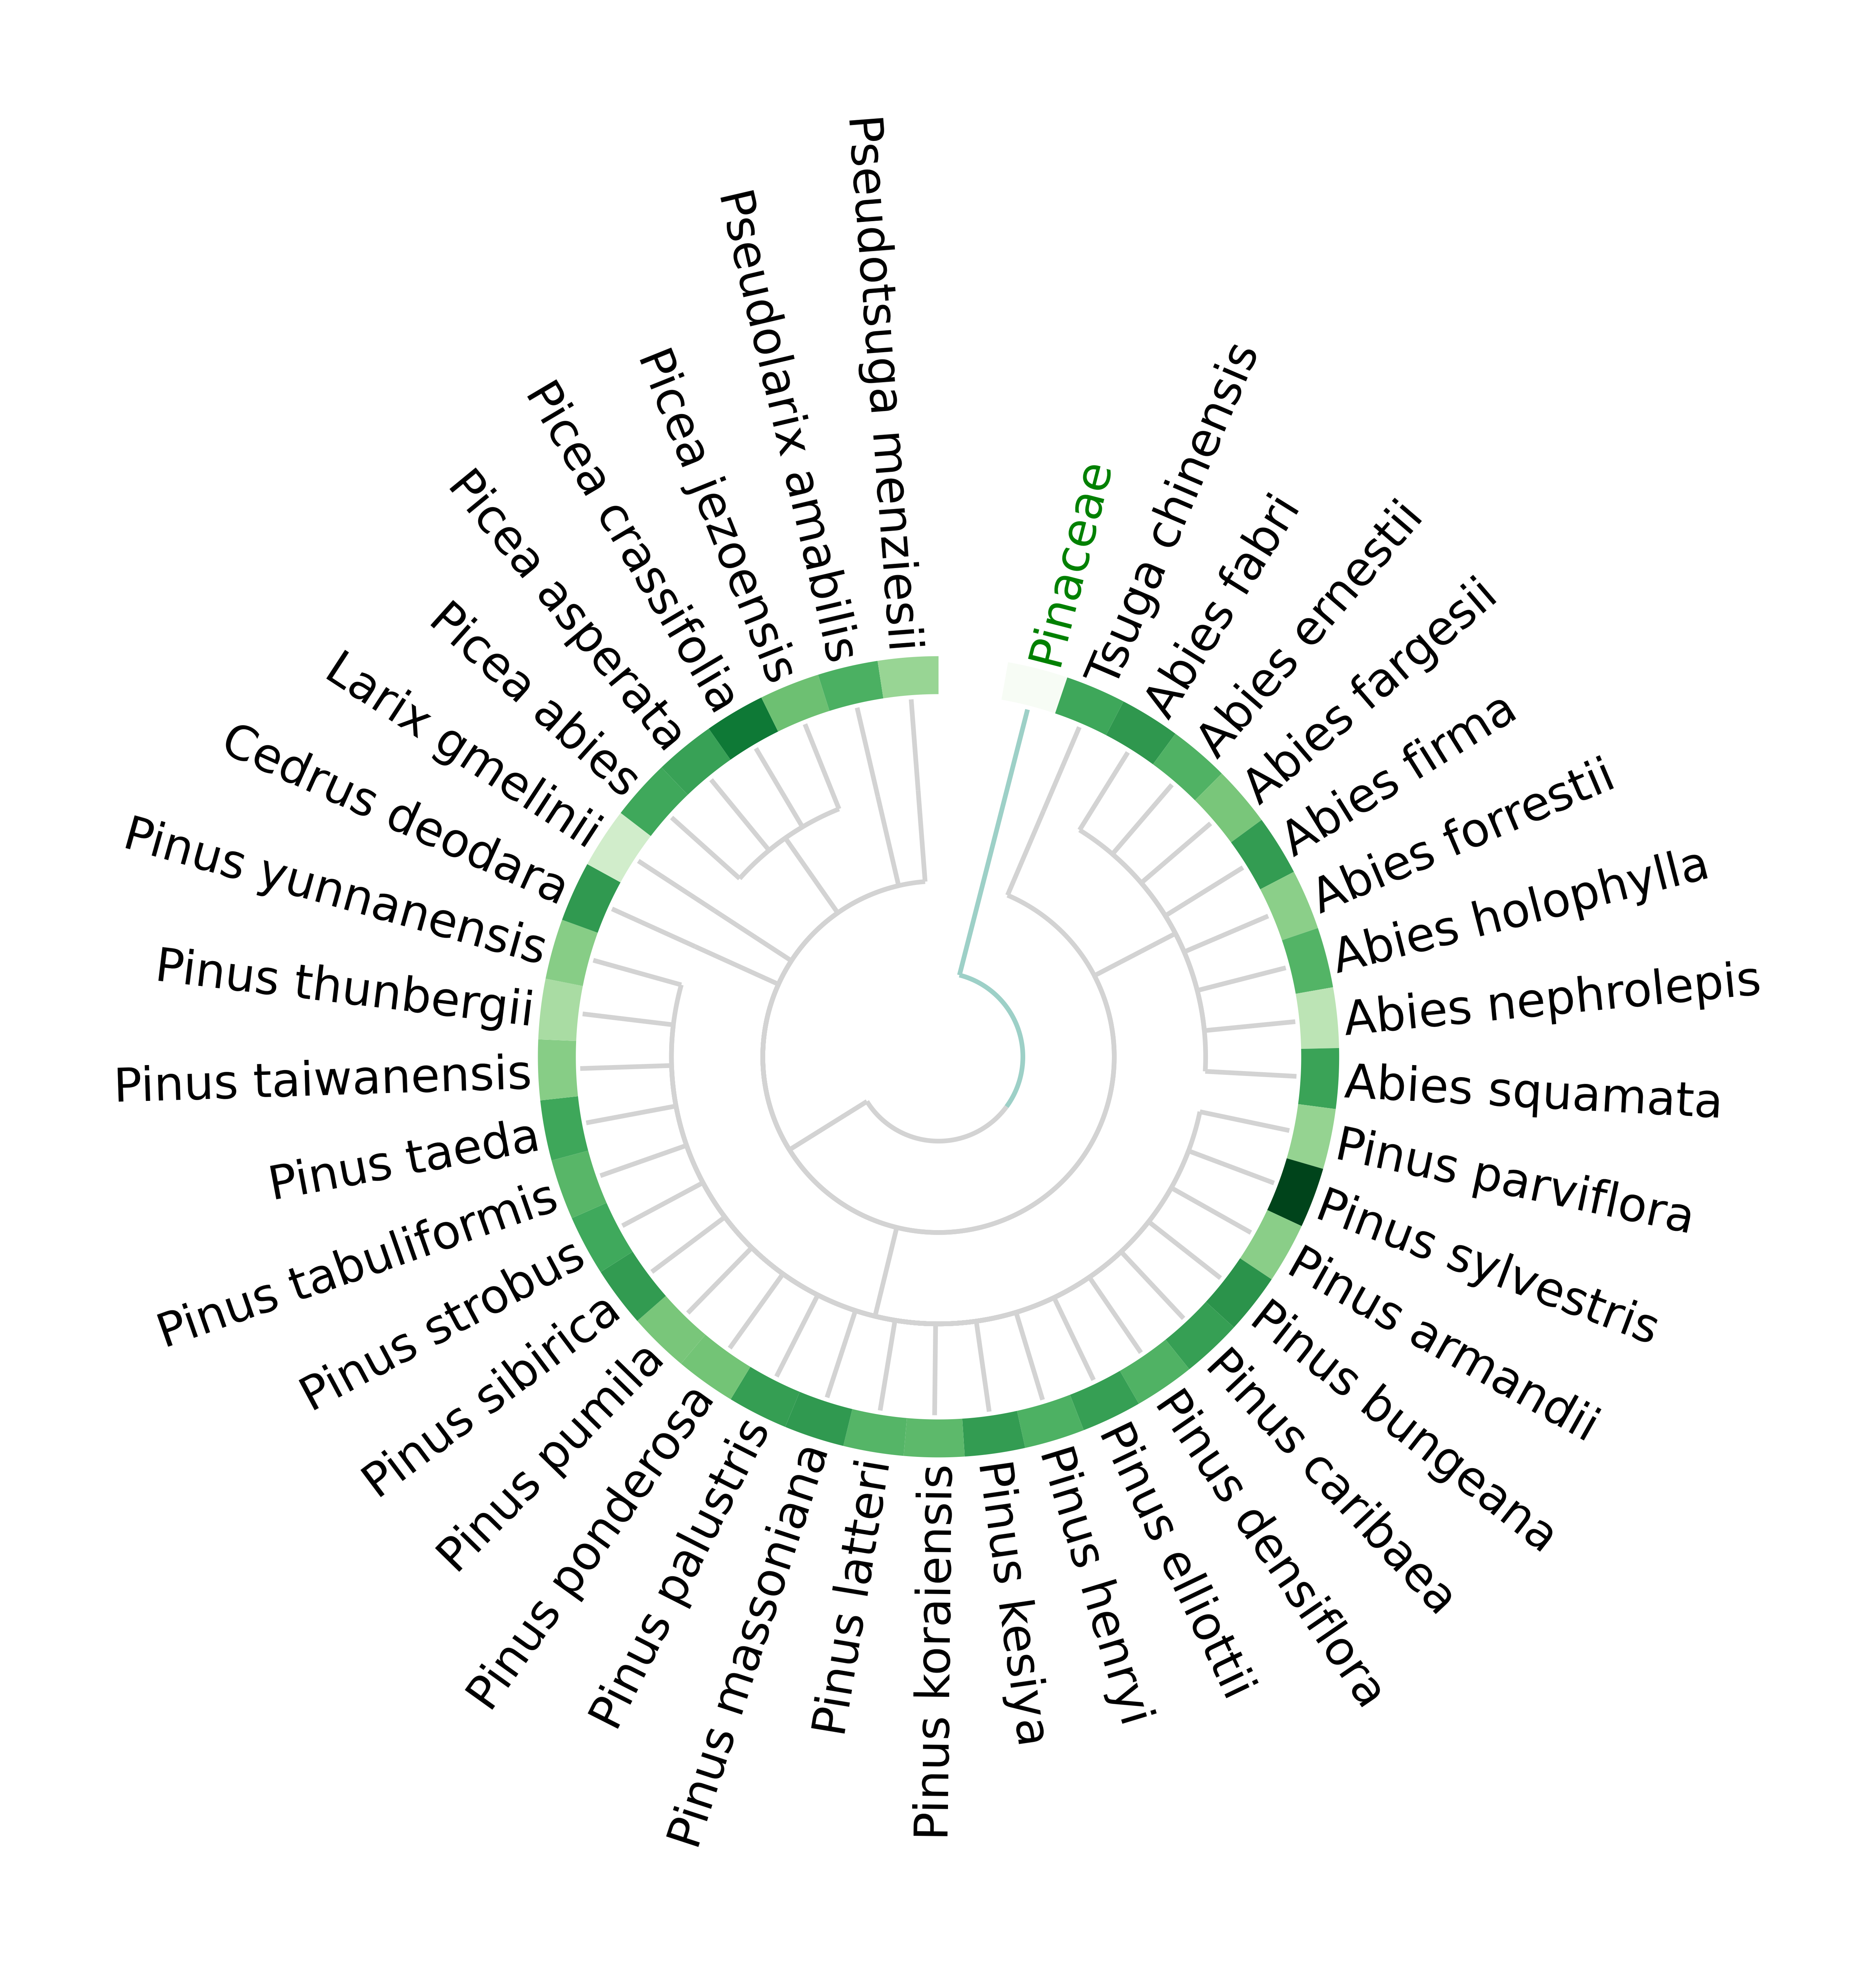 Pinaceae
Tsuga chinensis
Abies fabri
Abies ernestii
Abies fargesii
Abies firma
Abies forrestii
Abies holophylla
Abies nephrolepis
Abies squamata
Pinus parviflora
Pinus sylvestris
Pinus armandii
Pinus bungeana
Pinus caribaea
Pinus densiflora
Pinus elliottii
Pinus henryi
Pinus kesiya
Pinus koraiensis
Pinus latteri
Pinus massoniana
Pinus palustris
Pinus ponderosa
Pinus pumila
Pinus sibirica
Pinus strobus
Pinus tabuliformis
Pinus taeda
Pinus taiwanensis
Pinus thunbergii
Pinus yunnanensis
Cedrus deodara
Larix gmelinii
Picea abies
Picea asperata
Picea crassifolia
Picea jezoensis
Pseudolarix amabilis
Pseudotsuga menziesii